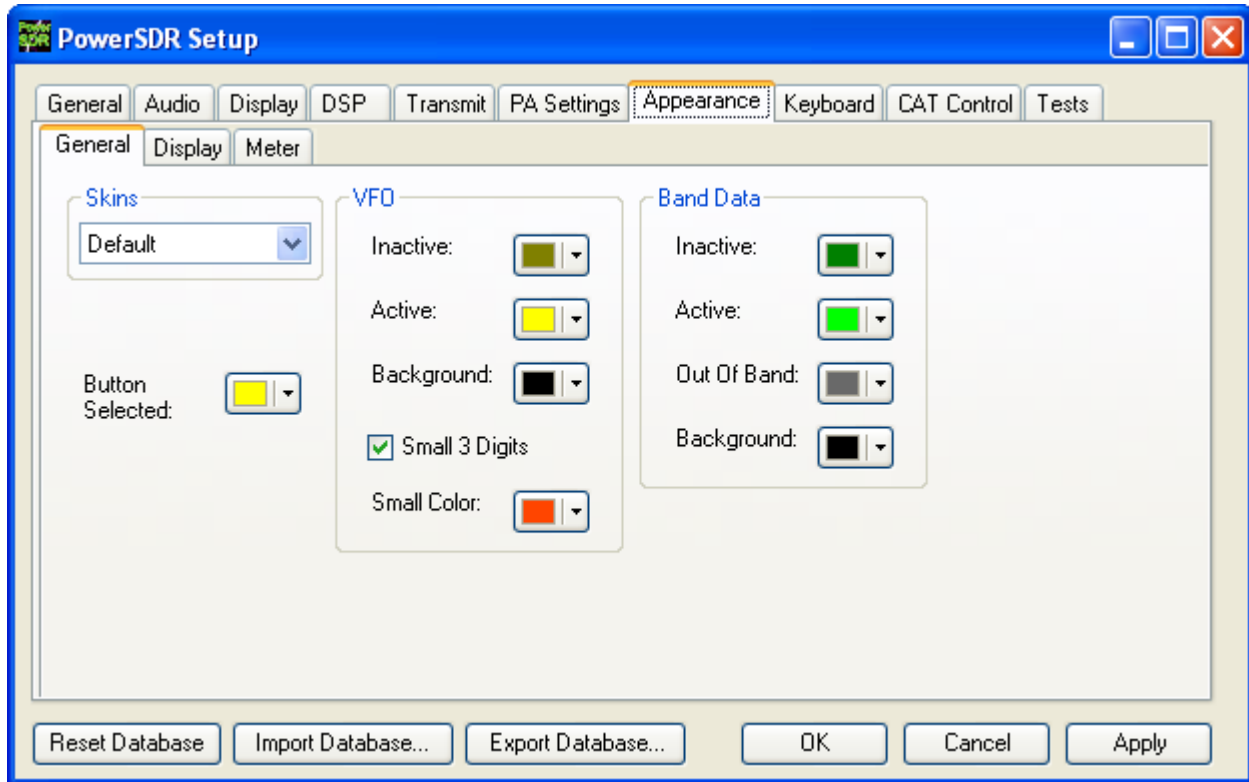 Power SDR PowerSDR Setup
General Audio Display DSP Transmit PA Settings Appearance Keyboard CAT Control Tests
General Display Meter
Skins
Default
Button
Selected:
VFO
Inactive:
Active:
Background:
Small 3 Digits
Small Color:
Band Data
Inactive:
Active:
Out Of Band:
Background:
Reset Database Import Database... Export Database... OK Cancel Apply